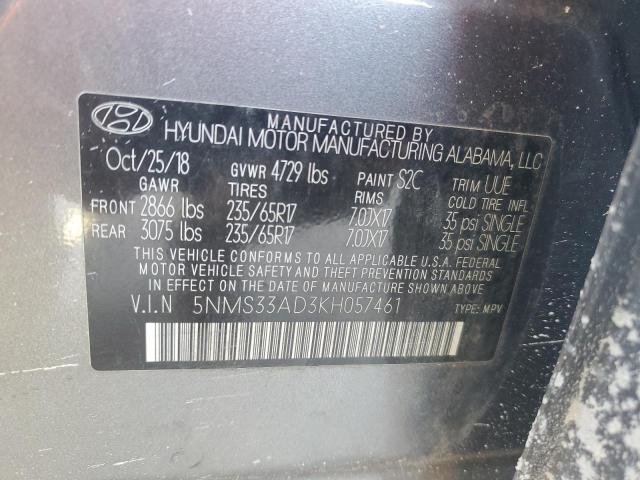 MANUFACTURED BY
HYUNDAI MOTOR MANUFACTURING ALABAMA, LLC
Oct/25/18 GVWR 4729 lbs PAINT S2C TRIM UUE
GAWR TIRES RIMS COLD TIRE INFL
FRONT 2866 lbs 235/65R17 7.0JX17 35 psi SINGLE
REAR 3075 lbs 235/65R17 7.0JX17 35 psi SINGLE
THIS VEHICLE CONFORMS TO ALL APPLICABLE U.S.A. FEDERAL
MOTOR VEHICLE SAFETY, BUMPER, AND THEFT PREVENTION STANDARDS
IN EFFECT ON THE DATE OF MANUFACTURE SHOWN ABOVE.
V.I.N 5NMS33AD3KH057461 TYPE: MPV